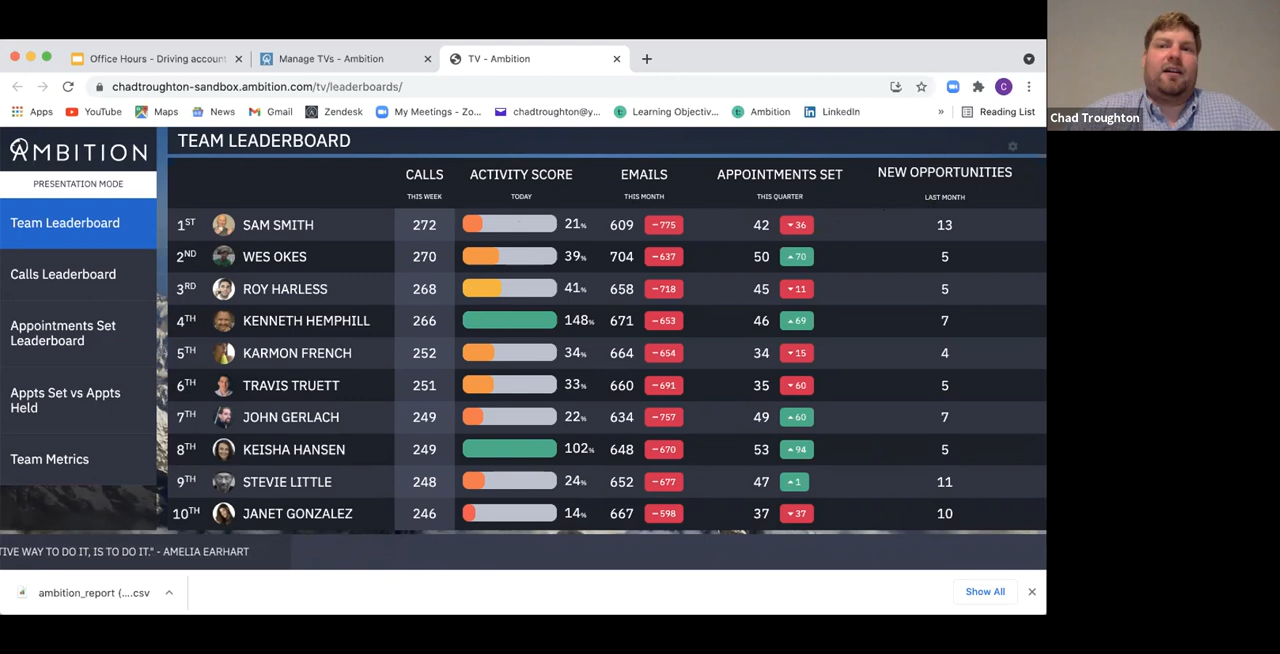 Office Hours - Driving account
Manage TVs - Ambition
TV - Ambition
chadtroughton-sandbox.ambition.com/tv/leaderboards/
C
Apps YouTube Maps News Gmail Zendesk My Meetings - Zo... chadtroughton@y... Learning Objectiv... Ambition LinkedIn » Reading List
Chad Troughton
AMBITION
PRESENTATION MODE
Team Leaderboard
Calls Leaderboard
Appointments Set
Leaderboard
Appts Set vs Appts
Held
Team Metrics
TEAM LEADERBOARD
CALLS ACTIVITY SCORE EMAILS APPOINTMENTS SET NEW OPPORTUNITIES
THIS WEEK TODAY THIS MONTH THIS QUARTER LAST MONTH
1ST SAM SMITH 272 21% 609 -775 42 36 13
2ND WES OKES 270 39% 704 -637 50 70 5
3RD ROY HARLESS 268 41% 658 -718 45 11 5
4TH KENNETH HEMPHILL 266 148% 671 -653 46 69 7
5TH KARMON FRENCH 252 34% 664 -654 34 15 4
6TH TRAVIS TRUETT 251 33% 660 -691 35 60 5
7TH JOHN GERLACH 249 22% 634 -757 49 60 7
8TH KEISHA HANSEN 249 102% 648 -670 53 94 5
9TH STEVIE LITTLE 248 24% 652 -677 47 1 11
10TH JANET GONZALEZ 246 14% 667 -598 37 37 10
TIVE WAY TO DO IT, IS TO DO IT." - AMELIA EARHART
ambition_report (....csv
Show All